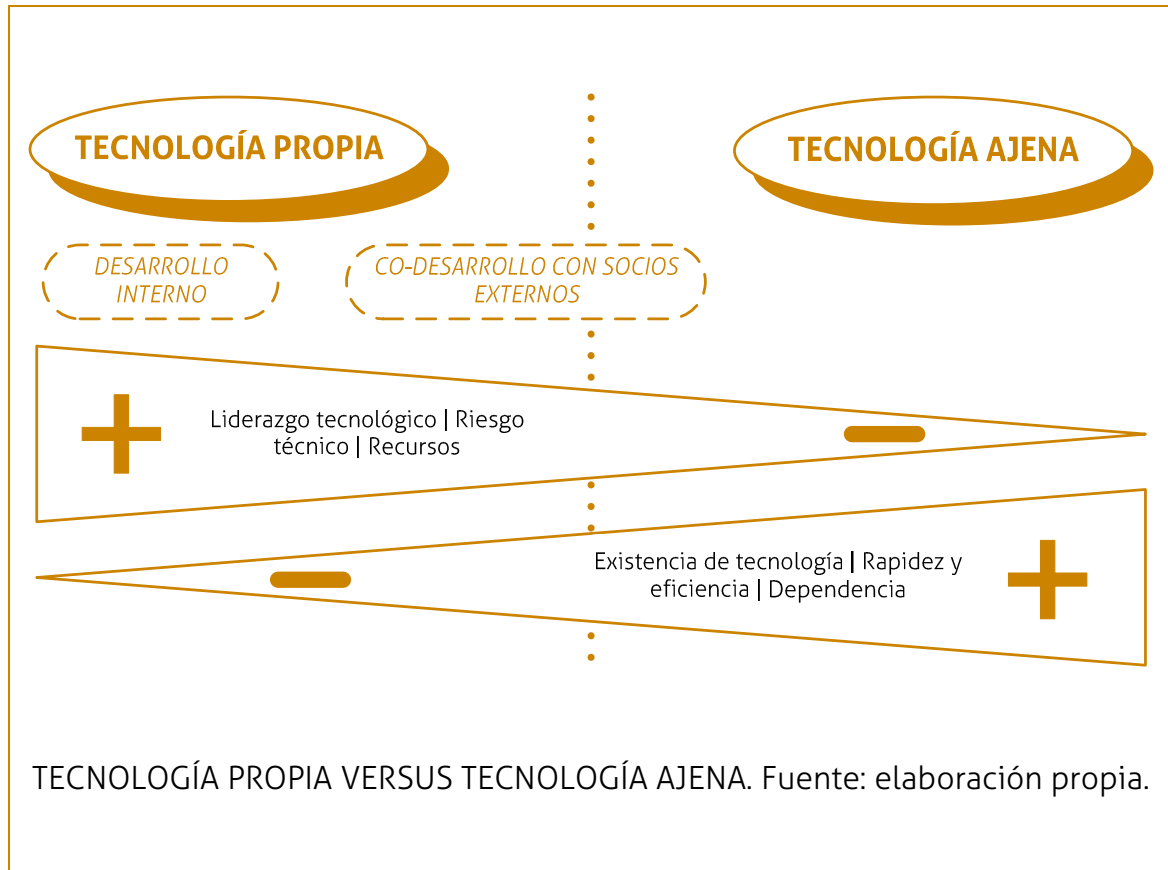 TECNOLOGÍA PROPIA
TECNOLOGÍA AJENA
DESARROLLO
INTERNO
CO-DESARROLLO CON SOCIOS
EXTERNOS
Liderazgo tecnológico | Riesgo
técnico | Recursos
Existencia de tecnología | Rapidez y
eficiencia | Dependencia
TECNOLOGÍA PROPIA VERSUS TECNOLOGÍA AJENA. Fuente: elaboración propia.